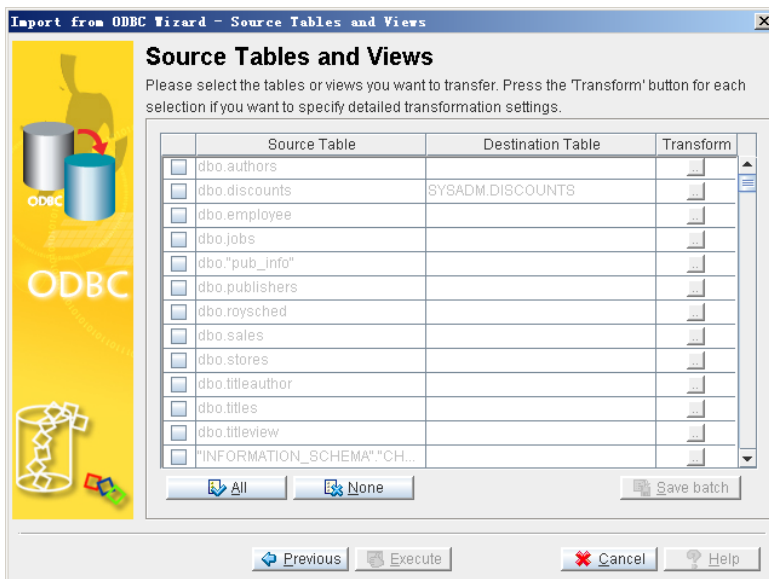 Import from ODBC Wizard - Source Tables and Views
Source Tables and Views
Please select the tables or views you want to transfer. Press the 'Transform' button for each
selection if you want to specify detailed transformation settings.
Source Table Destination Table Transform
dbo.authors ..
dbo.discounts SYSADM.DISCOUNTS ..
dbo.employee ..
dbo.jobs ..
dbo."pub_info" ..
dbo.publishers ..
dbo.roysched ..
dbo.sales ..
dbo.stores ..
dbo.titleauthor ..
dbo.titles ..
dbo.titleview ..
"INFORMATION_SCHEMA"."CH... ..
ODBC
ODBC
All None Save batch
Previous Execute Cancel Help